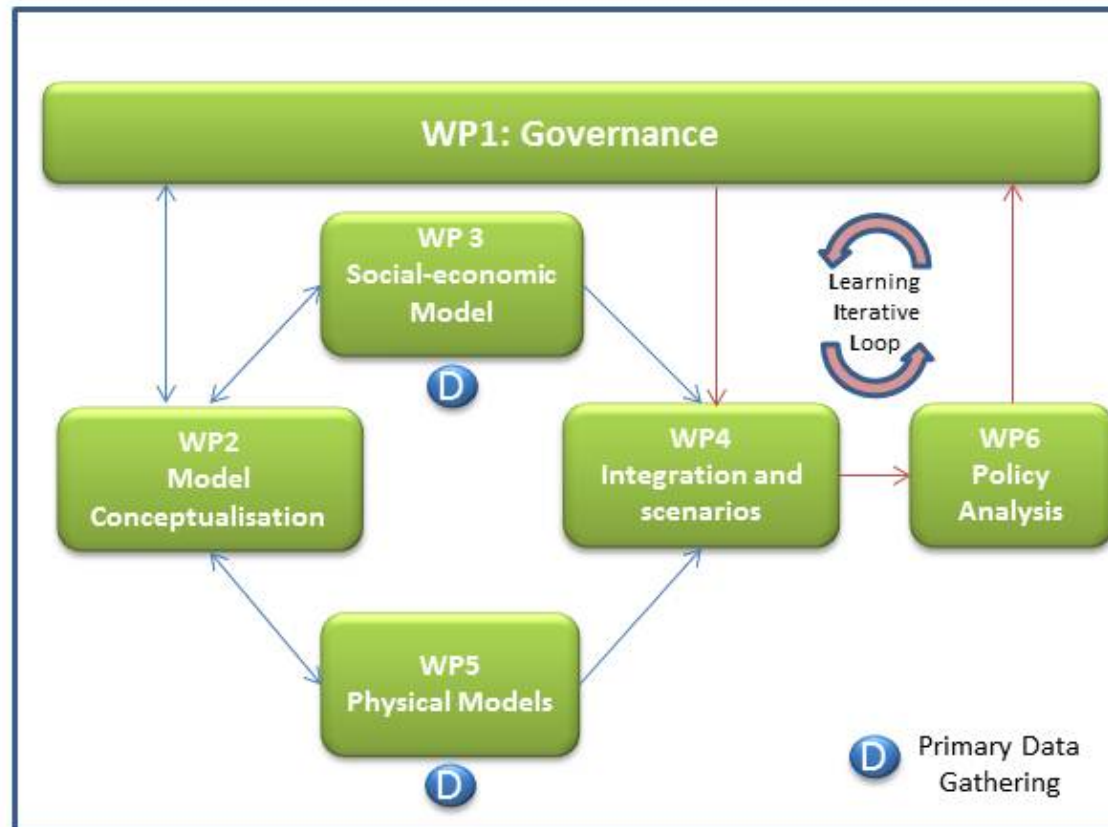 WP1: Governance
WP 3
Social-economic
Model
D
Learning
Iterative
Loop
WP2
Model
Conceptualisation
WP4
Integration and
scenarios
WP6
Policy
Analysis
WP5
Physical Models
D
D
Primary Data
Gathering